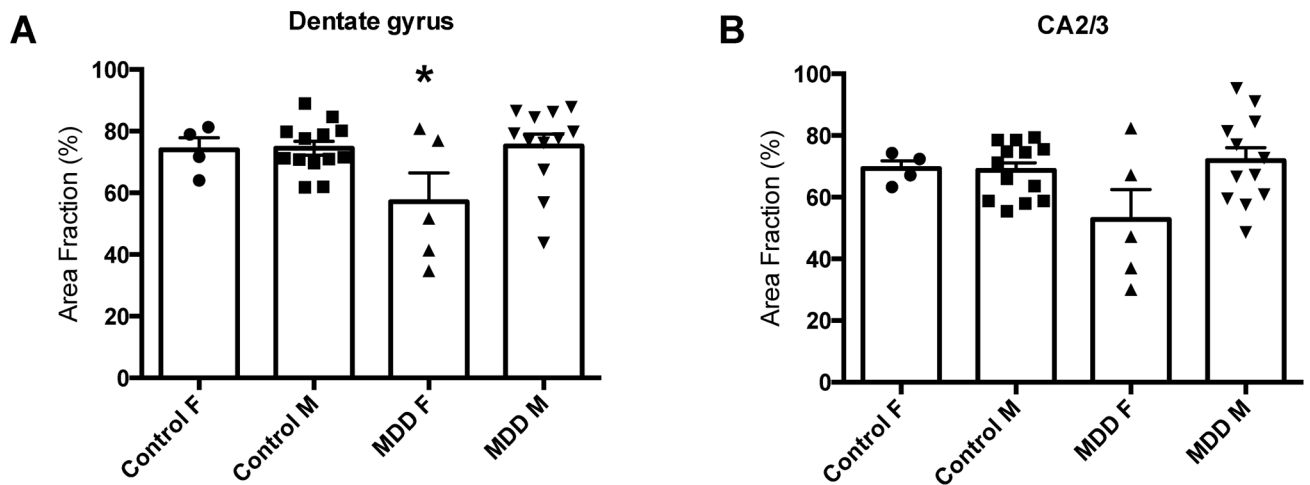 A
Dentate gyrus
*
Area Fraction (%)
100
80
60
40
20
0
Control F
Control M
MDD F
MDD M
B
CA2/3
Area Fraction (%)
100
80
60
40
20
0
Control F
Control M
MDD F
MDD M